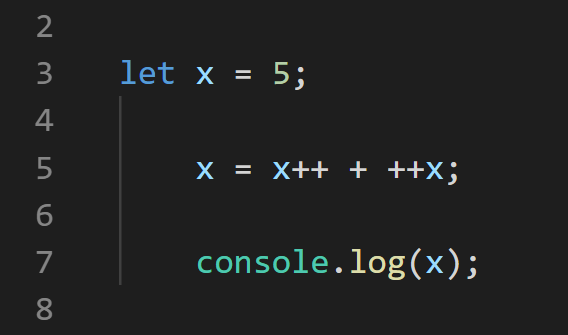 2
3 let x = 5;
4
5 x = x++ + ++x;
6
7 console.log(x);
8